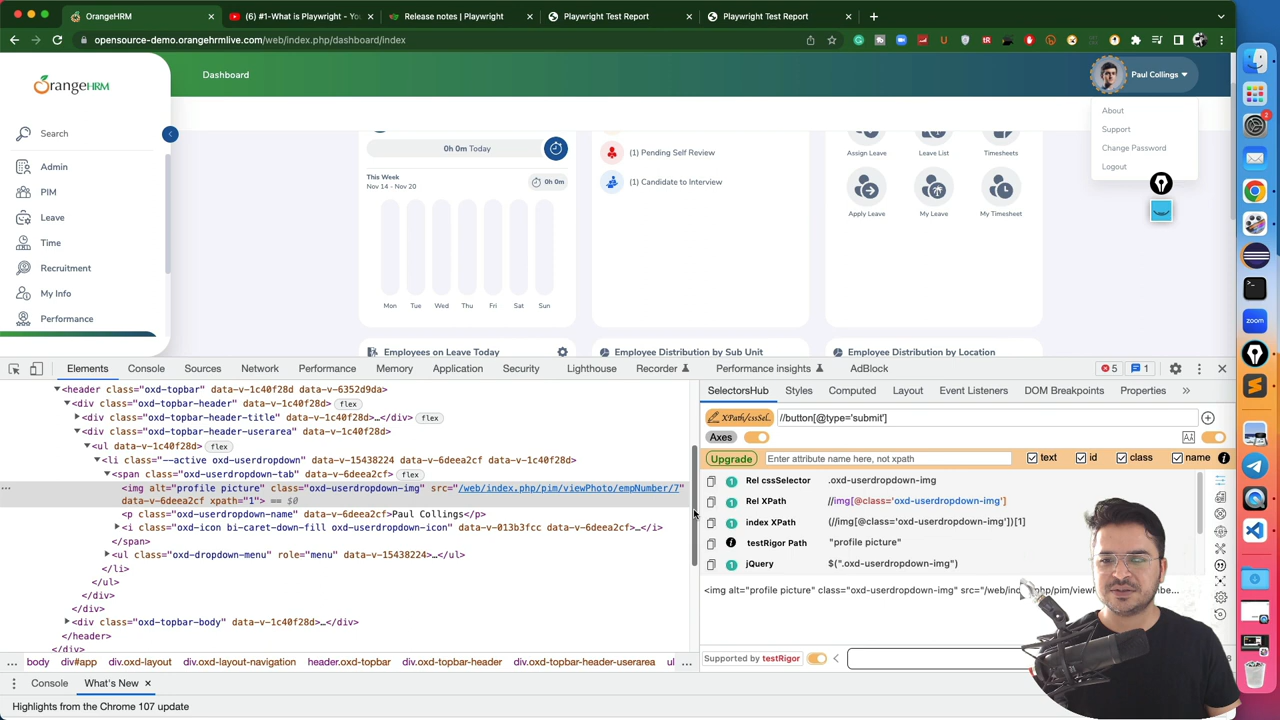 OrangeHRM
(6) #1-What is Playwright - Yo
Release notes | Playwright
Playwright Test Report
Playwright Test Report
opensource-demo.orangehrmlive.com/web/index.php/dashboard/index
OrangeHRM
Dashboard
Paul Collings
About
Support
Change Password
Logout
Search
Admin
PIM
Leave
Time
Recruitment
My Info
Performance
0h 0m Today
This Week
Nov 14 - Nov 20
0h 0m
Mon Tue Wed Thu Fri Sat Sun
(1) Pending Self Review
(1) Candidate to Interview
Assign Leave Leave List Timesheets
Apply Leave My Leave My Timesheet
Employees on Leave Today
Employee Distribution by Sub Unit
Employee Distribution by Location
zoom
Elements Console Sources Network Performance Memory Application Security Lighthouse Recorder Performance insights AdBlock
5 1
<header class="oxd-topbar" data-v-1c40f28d data-v-6352d9da>
<div class="oxd-topbar-header" data-v-1c40f28d> flex
<div class="oxd-topbar-header-title" data-v-1c40f28d>…</div> flex
<div class="oxd-topbar-header-userarea" data-v-1c40f28d>
<ul data-v-1c40f28d> flex
<li class="--active oxd-userdropdown" data-v-15438224 data-v-6deea2cf data-v-1c40f28d>
<span class="oxd-userdropdown-tab" data-v-6deea2cf> flex
<img alt="profile picture" class="oxd-userdropdown-img" src="/web/index.php/pim/viewPhoto/empNumber/7"
data-v-6deea2cf xpath="1"> == $0
<p class="oxd-userdropdown-name" data-v-6deea2cf>Paul Collings</p>
<i class="oxd-icon bi-caret-down-fill oxd-userdropdown-icon" data-v-013b3fcc data-v-6deea2cf>…</i>
</span>
<ul class="oxd-dropdown-menu" role="menu" data-v-15438224>…</ul>
</li>
</ul>
</div>
</div>
<div class="oxd-topbar-body" data-v-1c40f28d>…</div>
</header>
</div>
... body div#app div.oxd-layout div.oxd-layout-navigation header.oxd-topbar div.oxd-topbar-header div.oxd-topbar-header-userarea ul ...
SelectorsHub Styles Computed Layout Event Listeners DOM Breakpoints Properties
XPath/cssSel.. //button[@type='submit']
Axes
Upgrade Enter attribute name here, not xpath text id class name
1 Rel cssSelector .oxd-userdropdown-img
1 Rel XPath //img[@class='oxd-userdropdown-img']
1 index XPath (//img[@class='oxd-userdropdown-img'])[1]
testRigor Path "profile picture"
1 jQuery $(".oxd-userdropdown-img")
Supported by testRigor
Console What's New
Highlights from the Chrome 107 update